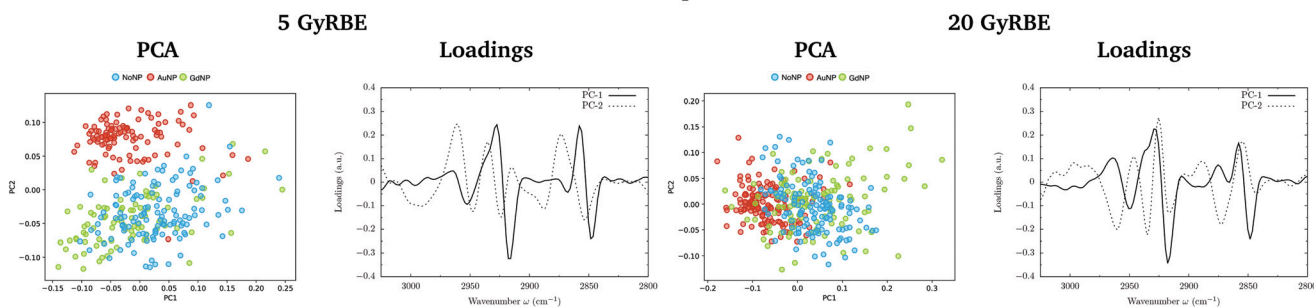 5 GyRBE
20 GyRBE
PCA
Loadings
PCA
Loadings
NoNP AuNP GdNP
NoNP AuNP GdNP
PC2
0.10
0.05
0.00
−0.05
−0.10
−0.15 −0.10 −0.05 0.00 0.05 0.10 0.15 0.20 0.25
PC1
Loadings (a.u.)
0.4
0.3
0.2
0.1
0
−0.1
−0.2
−0.3
−0.4
PC-1
PC-2
3000 2950 2900 2850 2800
Wavenumber ω (cm⁻¹)
PC2
0.20
0.15
0.10
0.05
0.00
−0.05
−0.10
−0.2 −0.1 0.0 0.1 0.2 0.3
PC1
Loadings (a.u.)
0.4
0.3
0.2
0.1
0
−0.1
−0.2
−0.3
−0.4
PC-1
PC-2
3000 2950 2900 2850
Wavenumber ω (cm⁻¹)